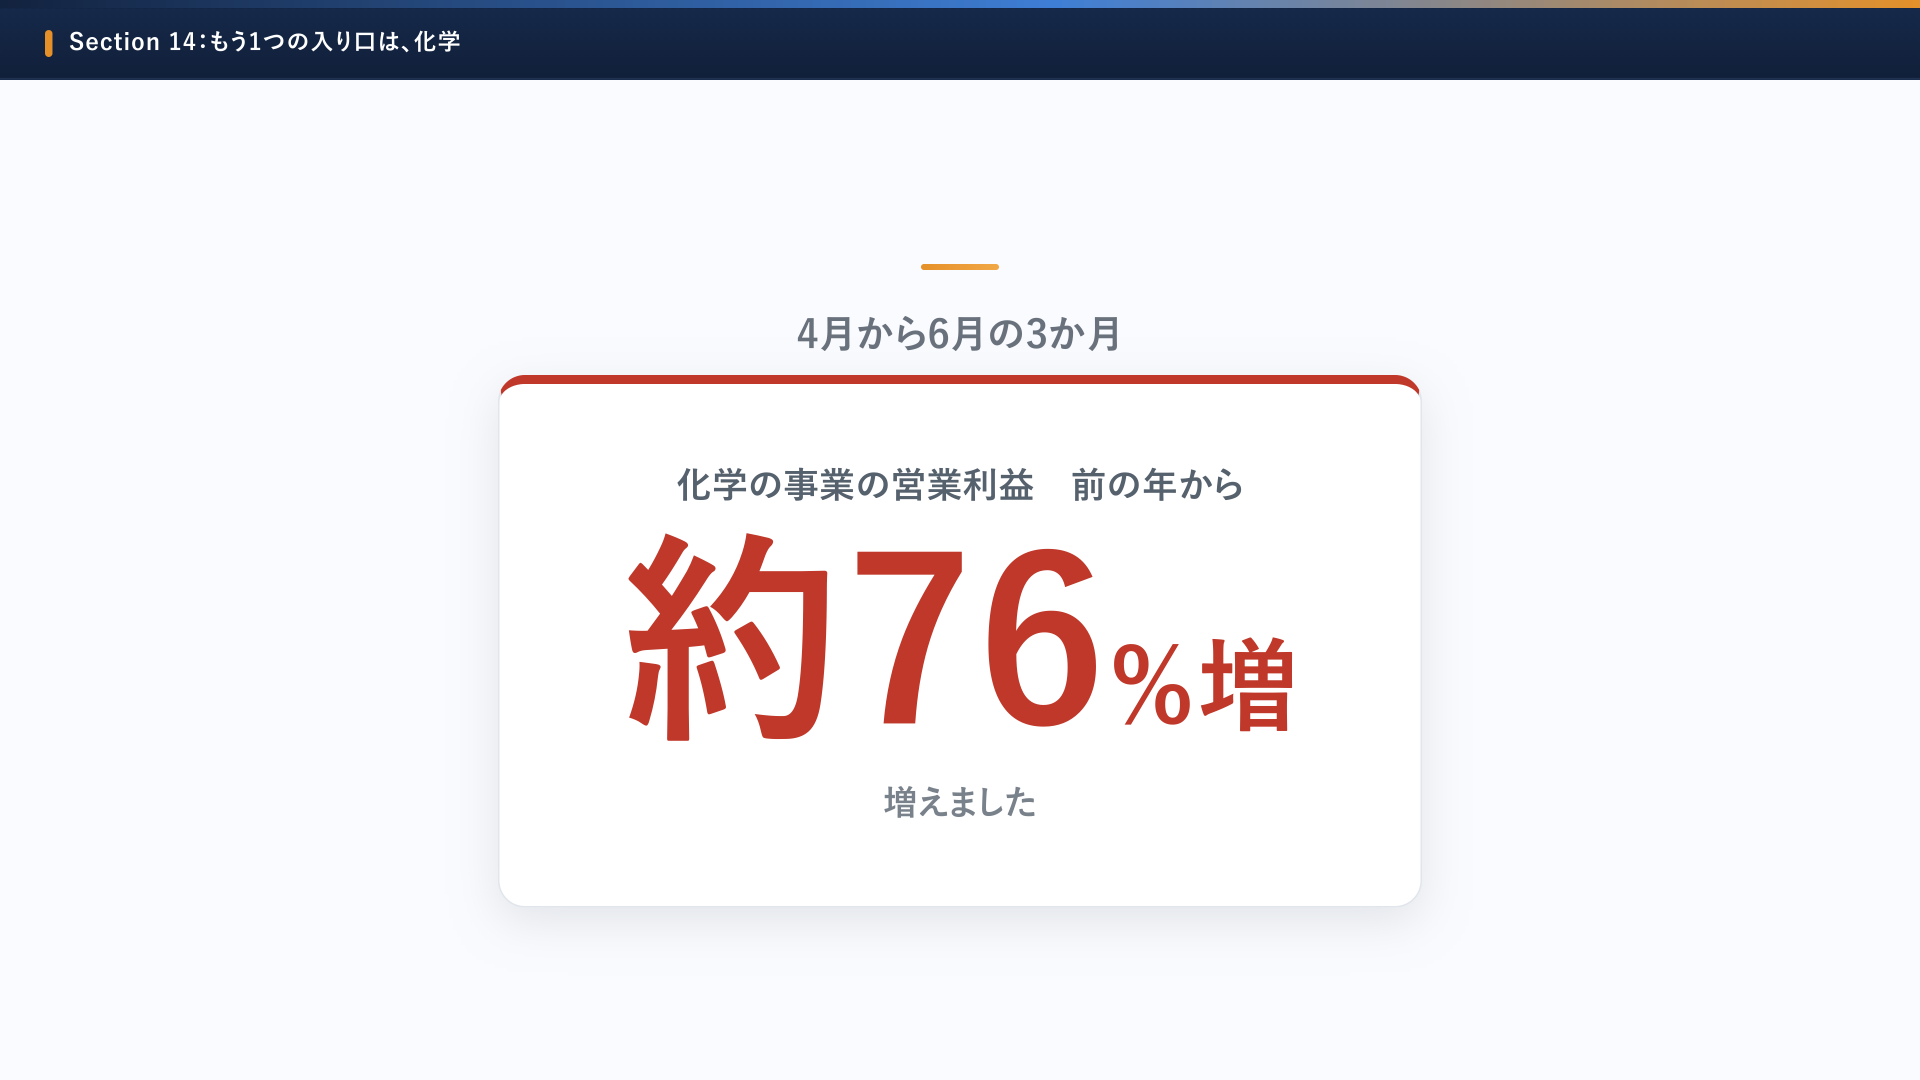 Section 14：もう1つの入り口は、化学
4月から6月の3か月
化学の事業の営業利益　前の年から
約76%増
増えました